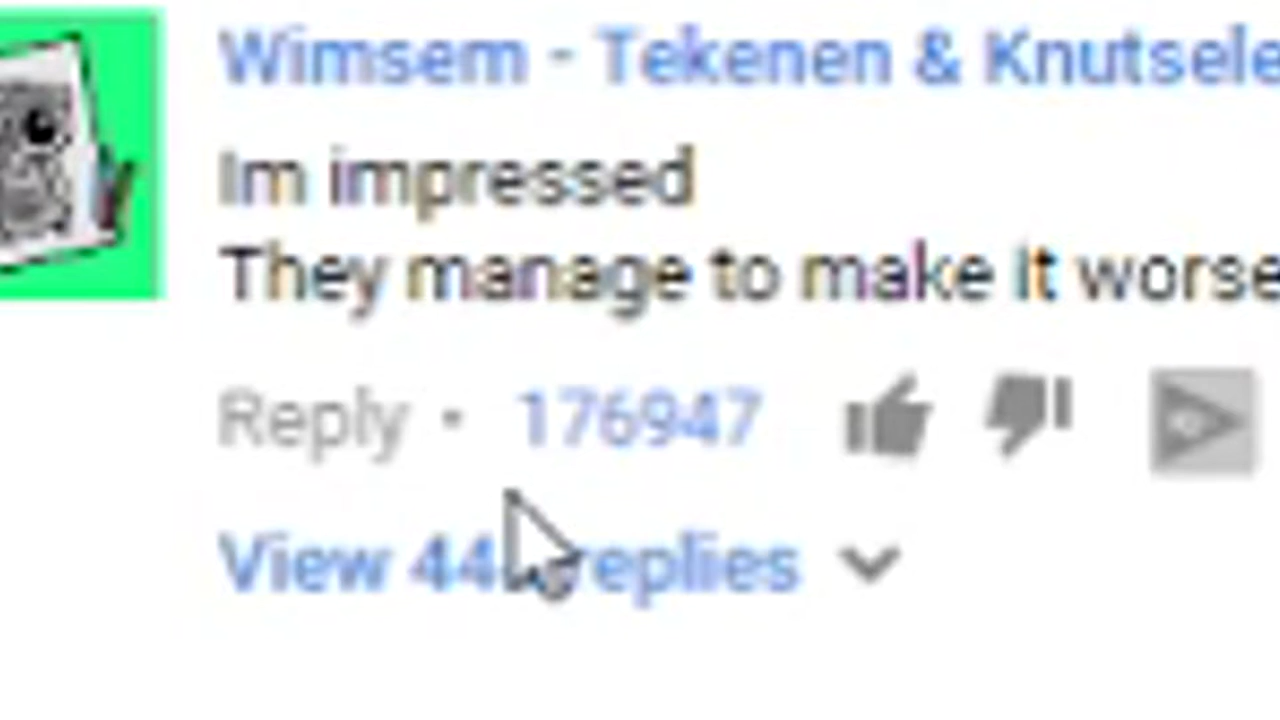 Wimsem - Tekenen & Knutsele
Im impressed
They manage to make it worse
Reply • 176947
View 44 replies